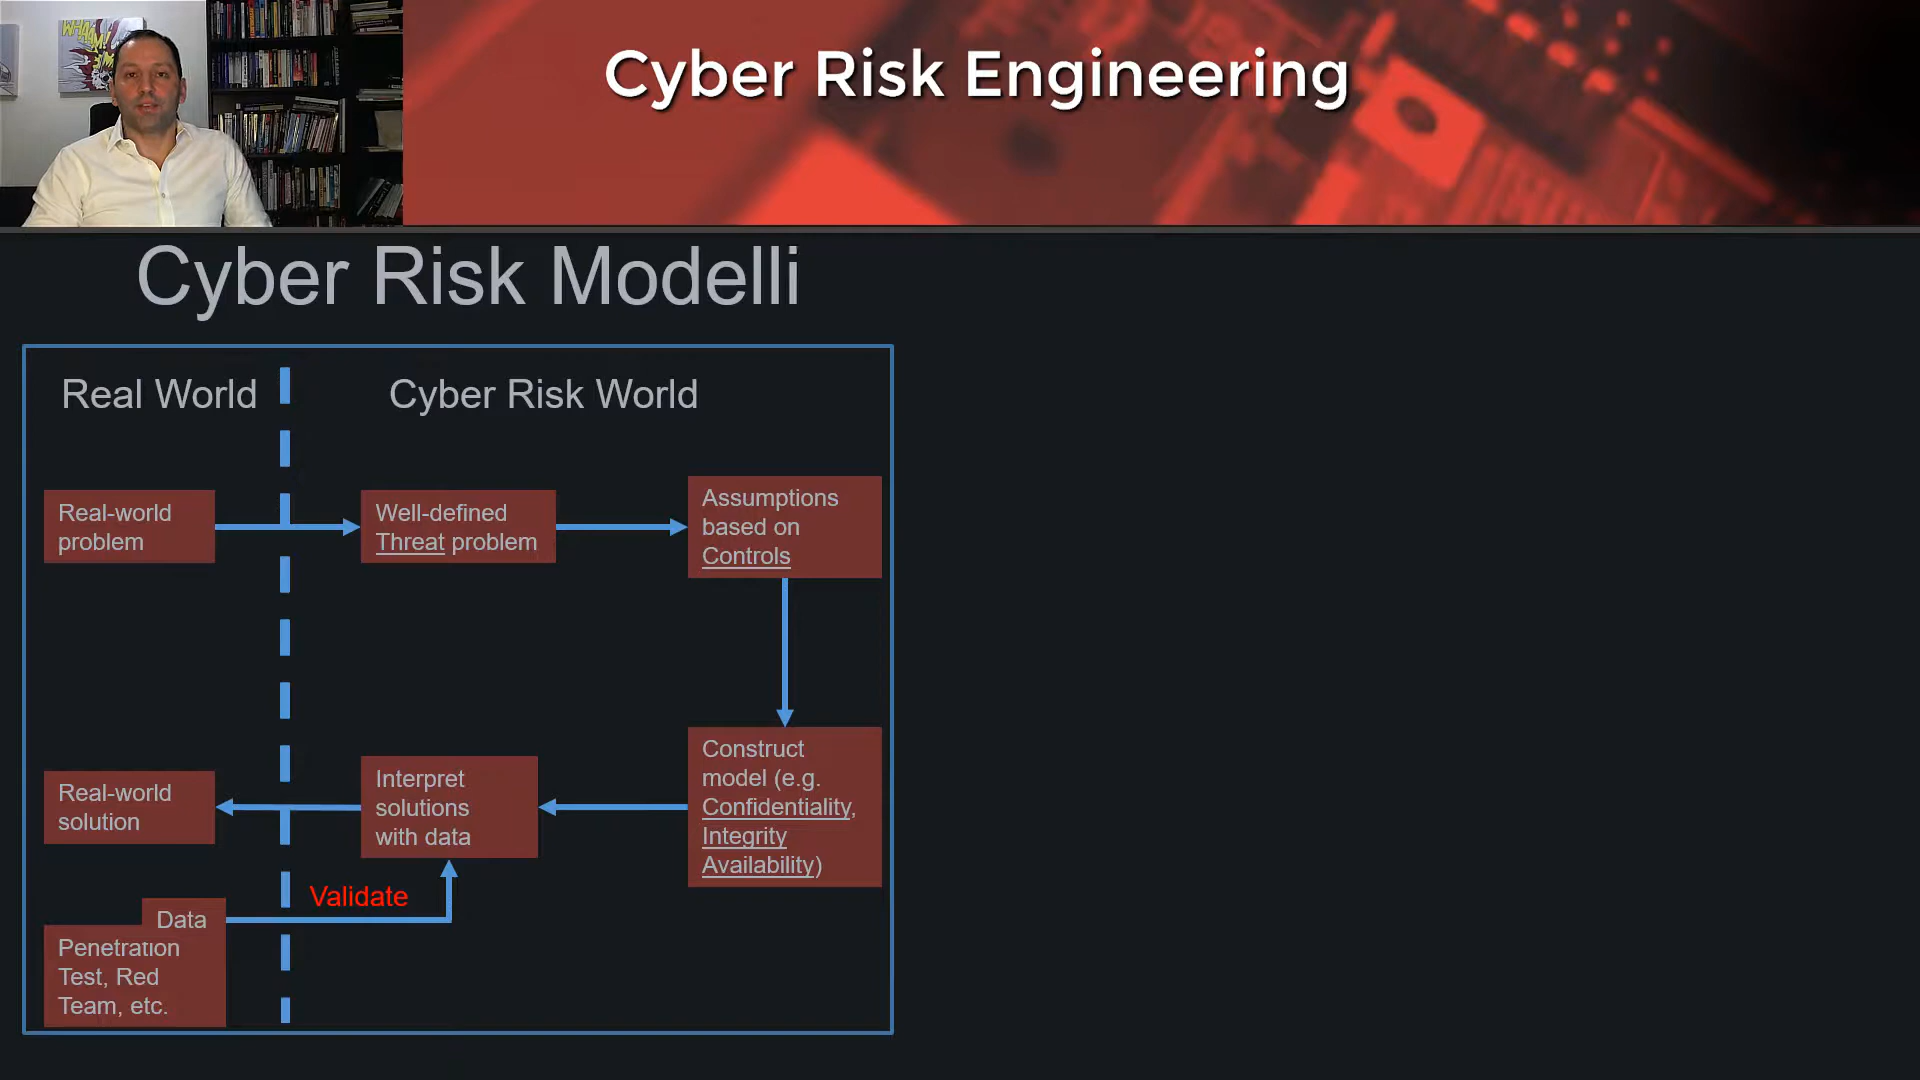 WHAAM!
Cyber Risk Engineering
Cyber Risk Modelli
Real World
Cyber Risk World
Real-world
problem
Well-defined
Threat problem
Assumptions
based on
Controls
Construct
model (e.g.
Confidentiality,
Integrity
Availability)
Interpret
solutions
with data
Real-world
solution
Validate
Data
Penetration
Test, Red
Team, etc.